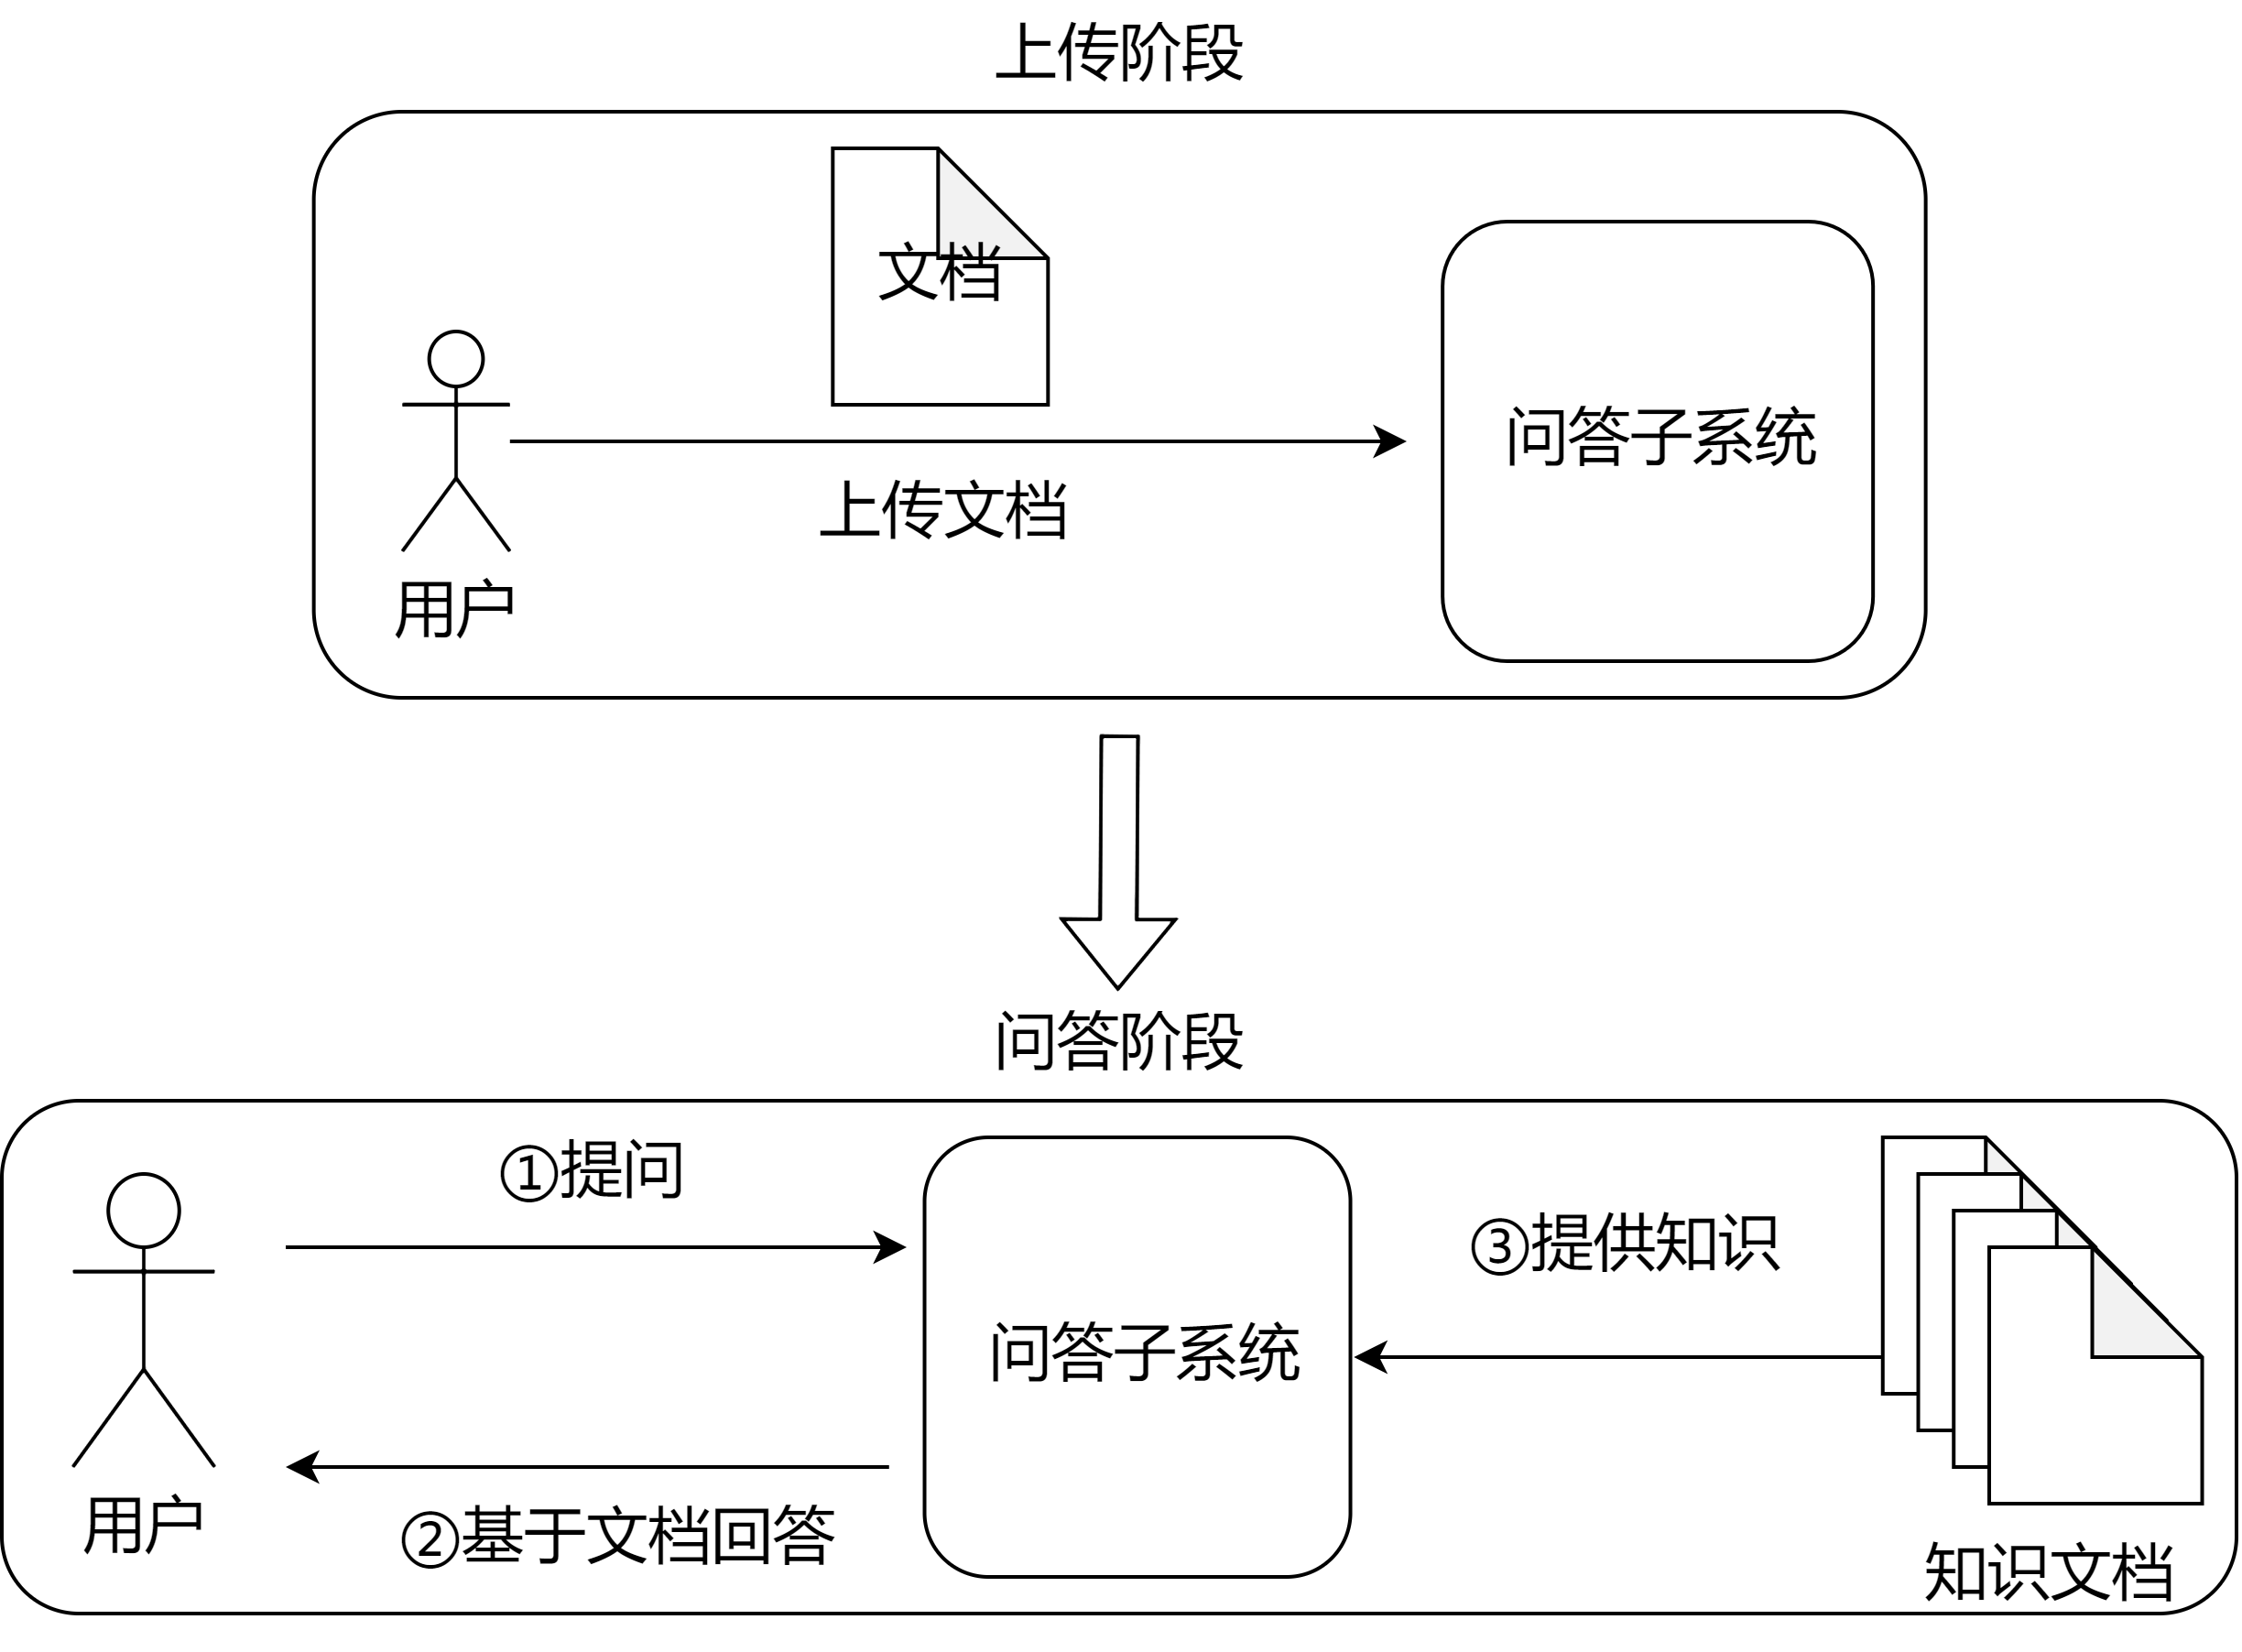 上传阶段
文档
问答子系统
上传文档
用户
问答阶段
①提问
③提供知识
问答子系统
用户
②基于文档回答
知识文档